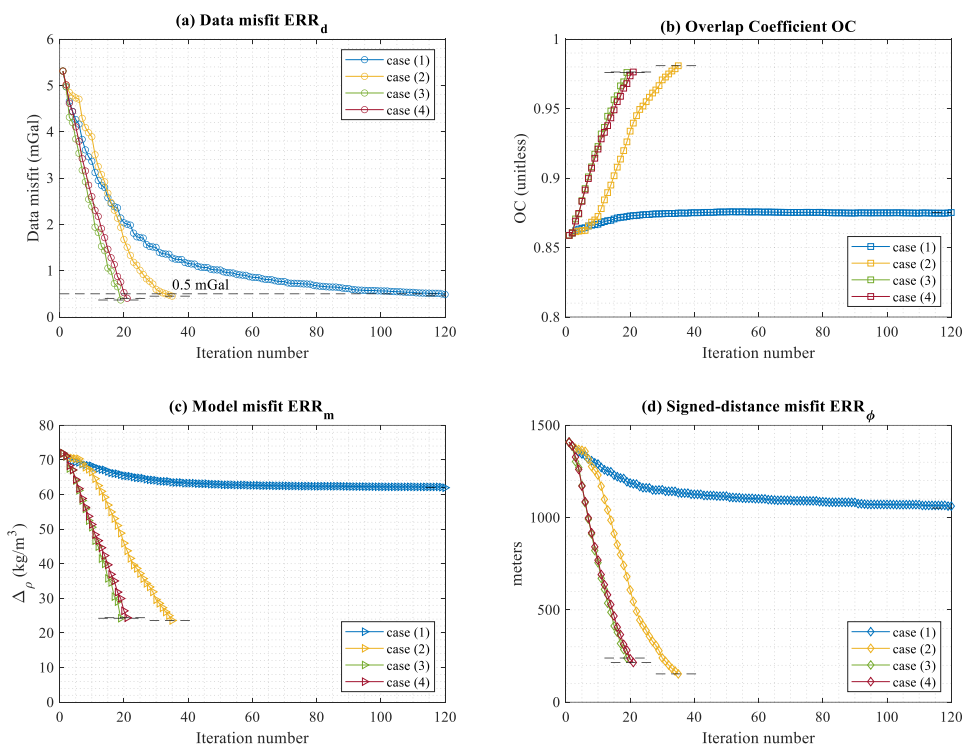 (a) Data misfit ERR_d
6
5
4
3
2
1
0
Data misfit (mGal)
case (1)
case (2)
case (3)
case (4)
0.5 mGal
0 20 40 60 80 100 120
Iteration number
(b) Overlap Coefficient OC
1
0.95
0.9
0.85
0.8
OC (unitless)
case (1)
case (2)
case (3)
case (4)
0 20 40 60 80 100 120
Iteration number
(c) Model misfit ERR_m
80
70
60
50
40
30
20
10
0
Δ_ρ (kg/m³)
case (1)
case (2)
case (3)
case (4)
0 20 40 60 80 100 120
Iteration number
(d) Signed-distance misfit ERR_ϕ
1500
1000
500
0
meters
case (1)
case (2)
case (3)
case (4)
0 20 40 60 80 100 120
Iteration number